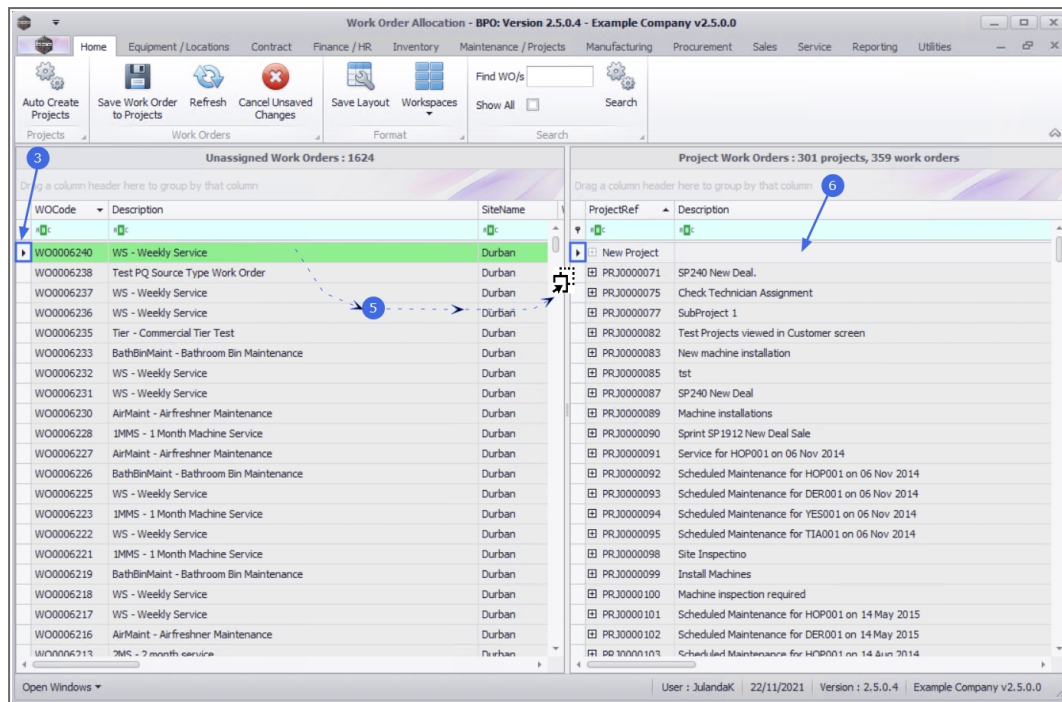 Work Order Allocation - BPO: Version 2.5.0.4 - Example Company v2.5.0.0
Home Equipment / Locations Contract Finance / HR Inventory Maintenance / Projects Manufacturing Procurement Sales Service Reporting Utilities
Auto Create Projects
Save Work Order to Projects
Refresh
Cancel Unsaved Changes
Save Layout
Workspaces
Find WO/s
Show All
Search
Projects Work Orders Format Search
3
Unassigned Work Orders : 1624
Drag a column header here to group by that column
WOCode Description SiteName
WO0006240 WS - Weekly Service Durban
WO0006238 Test PQ Source Type Work Order Durban
WO0006237 WS - Weekly Service Durban
WO0006236 WS - Weekly Service Durban
5
WO0006235 Tier - Commercial Tier Test Durban
WO0006233 BathBinMaint - Bathroom Bin Maintenance Durban
WO0006232 WS - Weekly Service Durban
WO0006231 WS - Weekly Service Durban
WO0006230 AirMaint - Airfreshner Maintenance Durban
WO0006228 1MMS - 1 Month Machine Service Durban
WO0006227 AirMaint - Airfreshner Maintenance Durban
WO0006226 BathBinMaint - Bathroom Bin Maintenance Durban
WO0006225 WS - Weekly Service Durban
WO0006223 1MMS - 1 Month Machine Service Durban
WO0006222 WS - Weekly Service Durban
WO0006221 1MMS - 1 Month Machine Service Durban
WO0006219 BathBinMaint - Bathroom Bin Maintenance Durban
WO0006218 WS - Weekly Service Durban
WO0006217 WS - Weekly Service Durban
WO0006216 AirMaint - Airfreshner Maintenance Durban
WO0006213 2MS - 2 month service Durban
Project Work Orders : 301 projects, 359 work orders
Drag a column header here to group by that column
6
ProjectRef Description
New Project
PRJ0000071 SP240 New Deal.
PRJ0000075 Check Technician Assignment
PRJ0000077 SubProject 1
PRJ0000082 Test Projects viewed in Customer screen
PRJ0000083 New machine installation
PRJ0000085 tst
PRJ0000087 SP240 New Deal
PRJ0000089 Machine installations
PRJ0000090 Sprint SP1912 New Deal Sale
PRJ0000091 Service for HOP001 on 06 Nov 2014
PRJ0000092 Scheduled Maintenance for HOP001 on 06 Nov 2014
PRJ0000093 Scheduled Maintenance for DER001 on 06 Nov 2014
PRJ0000094 Scheduled Maintenance for YES001 on 06 Nov 2014
PRJ0000095 Scheduled Maintenance for TIA001 on 06 Nov 2014
PRJ0000098 Site Inspectino
PRJ0000099 Install Machines
PRJ0000100 Machine inspection required
PRJ0000101 Scheduled Maintenance for HOP001 on 14 May 2015
PRJ0000102 Scheduled Maintenance for DER001 on 14 May 2015
PRJ0000103 Scheduled Maintenance for HOP001 on 14 Aug 2014
Open Windows User : JulandaK 22/11/2021 Version : 2.5.0.4 Example Company v2.5.0.0